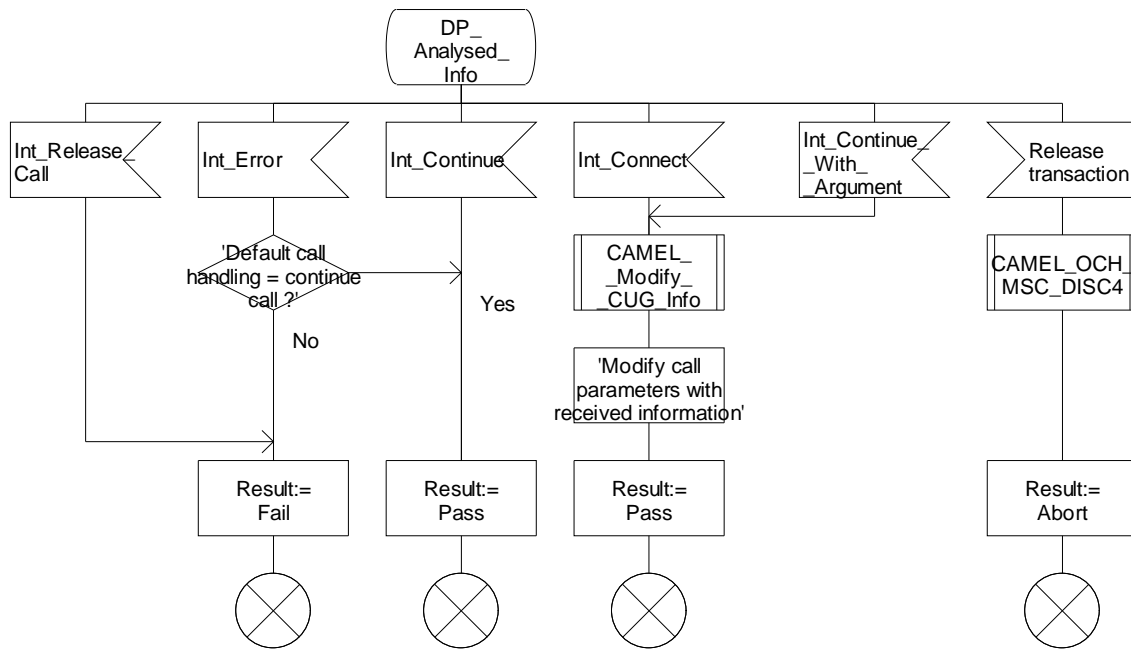 DP_
Analysed_
Info
Int_Release_
Call
Int_Error
Int_Continue
Int_Connect
Int_Continue_
_With_
_Argument
Release
transaction
'Default call
handling = continue
call ?'
Yes
No
CAMEL_
_Modify_
_CUG_Info
CAMEL_OCH_
MSC_DISC4
'Modify call
parameters with
received information'
Result:=
Fail
Result:=
Pass
Result:=
Pass
Result:=
Abort